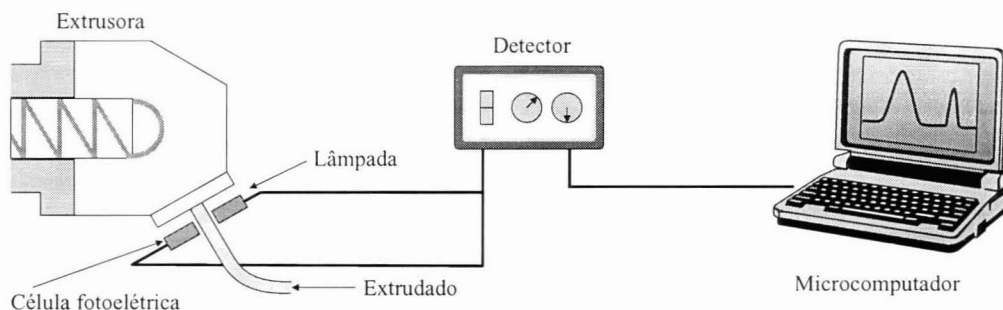 Extrusora
Detector
Lâmpada
Célula fotoelétrica
Extrudado
Microcomputador